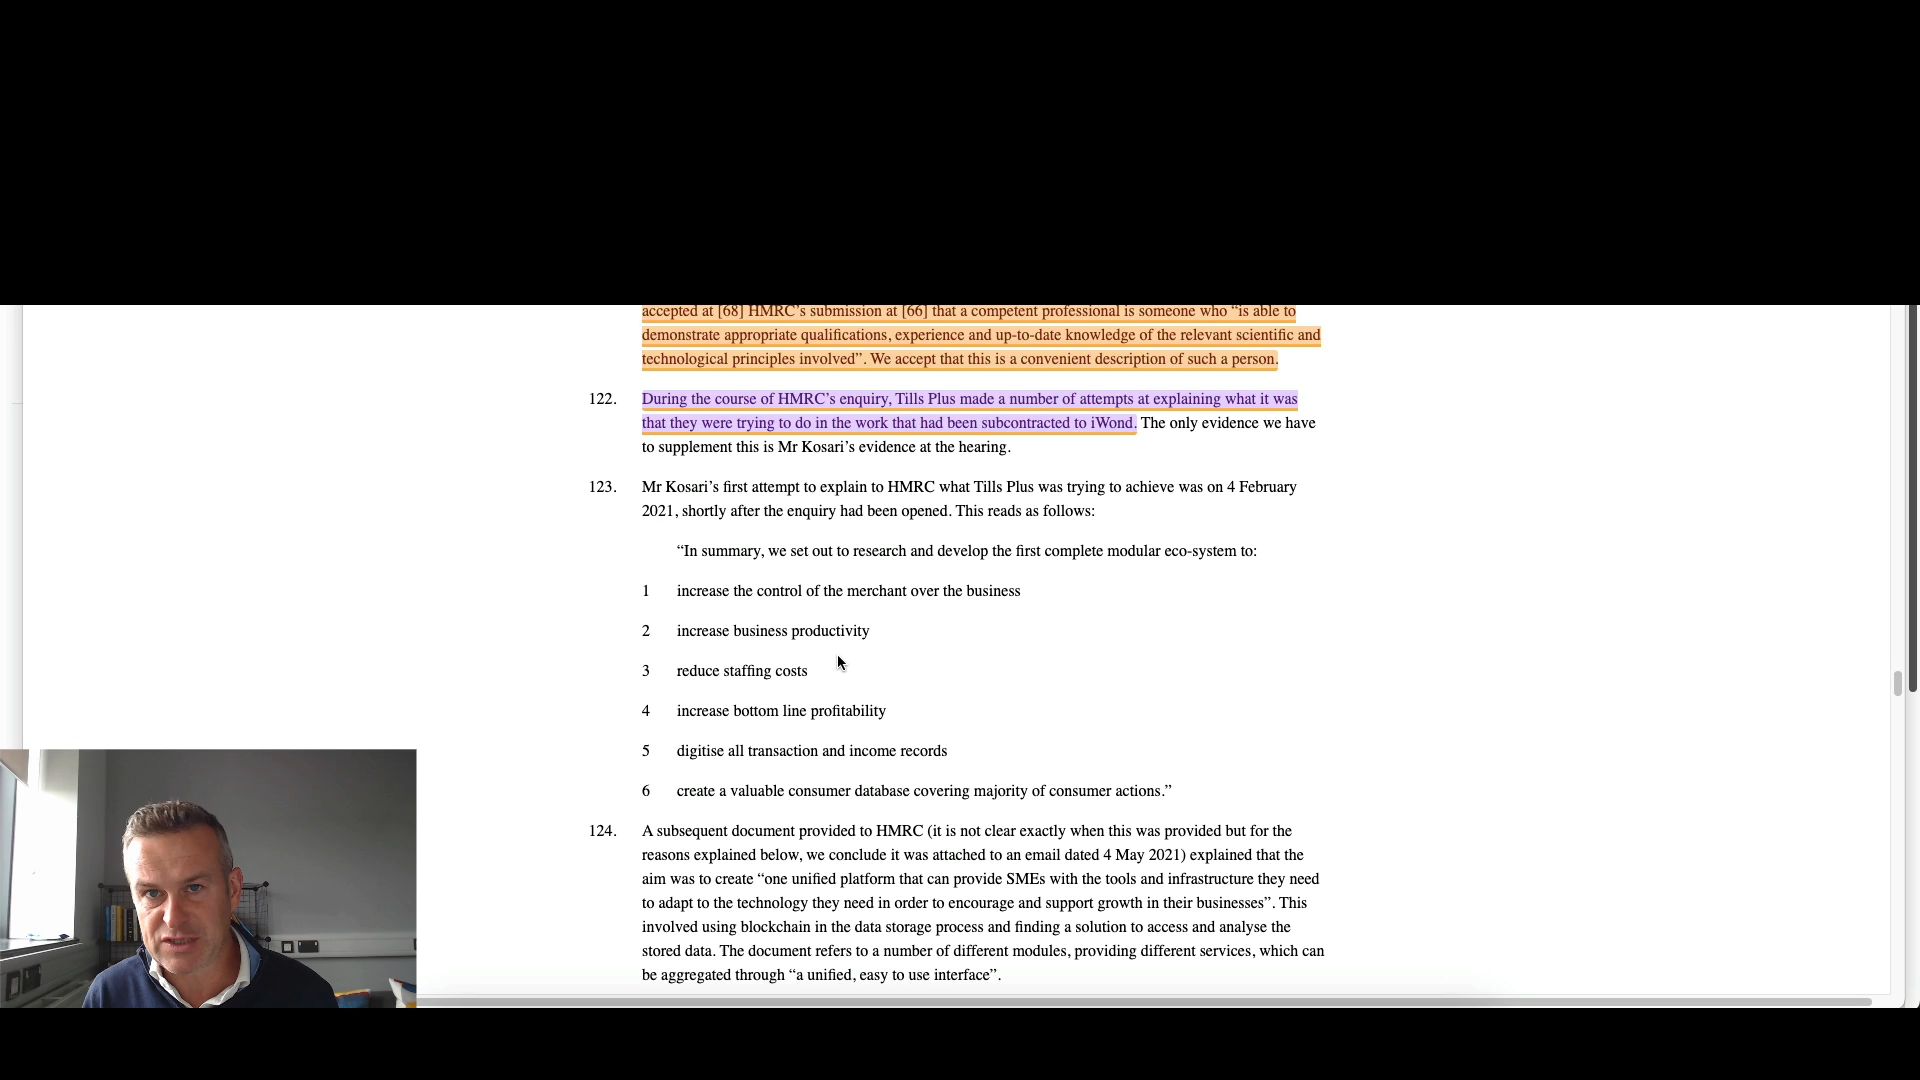 accepted at [68] HMRC’s submission at [66] that a competent professional is someone who “is able to
demonstrate appropriate qualifications, experience and up-to-date knowledge of the relevant scientific and
technological principles involved”. We accept that this is a convenient description of such a person.
122. During the course of HMRC’s enquiry, Tills Plus made a number of attempts at explaining what it was
that they were trying to do in the work that had been subcontracted to iWond. The only evidence we have
to supplement this is Mr Kosari’s evidence at the hearing.
123. Mr Kosari’s first attempt to explain to HMRC what Tills Plus was trying to achieve was on 4 February
2021, shortly after the enquiry had been opened. This reads as follows:
“In summary, we set out to research and develop the first complete modular eco-system to:
1 increase the control of the merchant over the business
2 increase business productivity
3 reduce staffing costs
4 increase bottom line profitability
5 digitise all transaction and income records
6 create a valuable consumer database covering majority of consumer actions.”
124. A subsequent document provided to HMRC (it is not clear exactly when this was provided but for the
reasons explained below, we conclude it was attached to an email dated 4 May 2021) explained that the
aim was to create “one unified platform that can provide SMEs with the tools and infrastructure they need
to adapt to the technology they need in order to encourage and support growth in their businesses”. This
involved using blockchain in the data storage process and finding a solution to access and analyse the
stored data. The document refers to a number of different modules, providing different services, which can
be aggregated through “a unified, easy to use interface”.